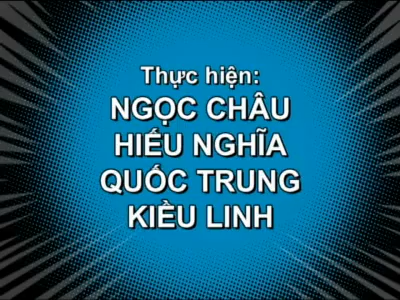 Thực hiện:
NGỌC CHÂU
HIẾU NGHĨA
QUỐC TRUNG
KIỀU LINH